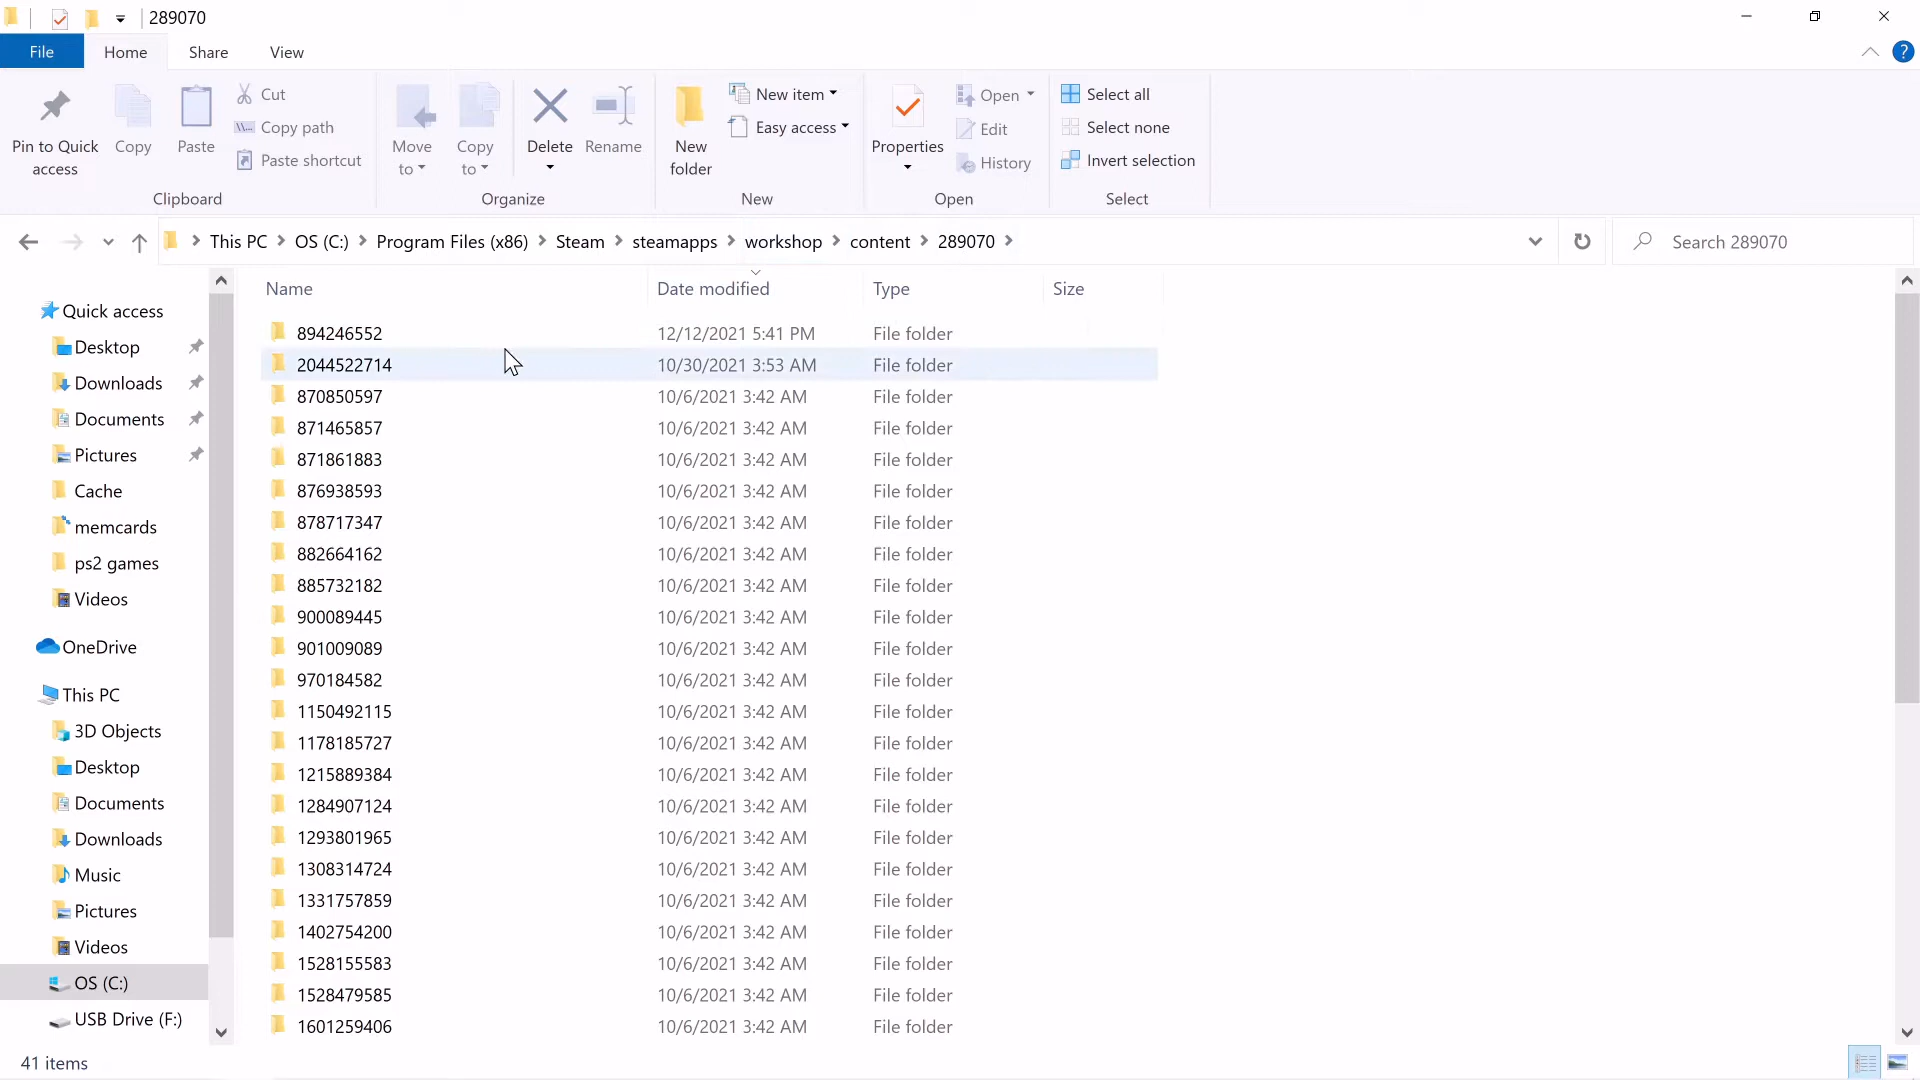 289070
File Home Share View
Pin to Quick access
Copy
Paste
Cut
Copy path
Paste shortcut
Clipboard
Move to
Copy to
Delete
Rename
Organize
New folder
New item
Easy access
New
Properties
Open
Edit
History
Open
Select all
Select none
Invert selection
Select
This PC > OS (C:) > Program Files (x86) > Steam > steamapps > workshop > content > 289070 >
Search 289070
Quick access
Desktop
Downloads
Documents
Pictures
Cache
memcards
ps2 games
Videos
OneDrive
This PC
3D Objects
Desktop
Documents
Downloads
Music
Pictures
Videos
OS (C:)
USB Drive (F:)
Name Date modified Type Size
894246552 12/12/2021 5:41 PM File folder
2044522714 10/30/2021 3:53 AM File folder
870850597 10/6/2021 3:42 AM File folder
871465857 10/6/2021 3:42 AM File folder
871861883 10/6/2021 3:42 AM File folder
876938593 10/6/2021 3:42 AM File folder
878717347 10/6/2021 3:42 AM File folder
882664162 10/6/2021 3:42 AM File folder
885732182 10/6/2021 3:42 AM File folder
900089445 10/6/2021 3:42 AM File folder
901009089 10/6/2021 3:42 AM File folder
970184582 10/6/2021 3:42 AM File folder
1150492115 10/6/2021 3:42 AM File folder
1178185727 10/6/2021 3:42 AM File folder
1215889384 10/6/2021 3:42 AM File folder
1284907124 10/6/2021 3:42 AM File folder
1293801965 10/6/2021 3:42 AM File folder
1308314724 10/6/2021 3:42 AM File folder
1331757859 10/6/2021 3:42 AM File folder
1402754200 10/6/2021 3:42 AM File folder
1528155583 10/6/2021 3:42 AM File folder
1528479585 10/6/2021 3:42 AM File folder
1601259406 10/6/2021 3:42 AM File folder
41 items